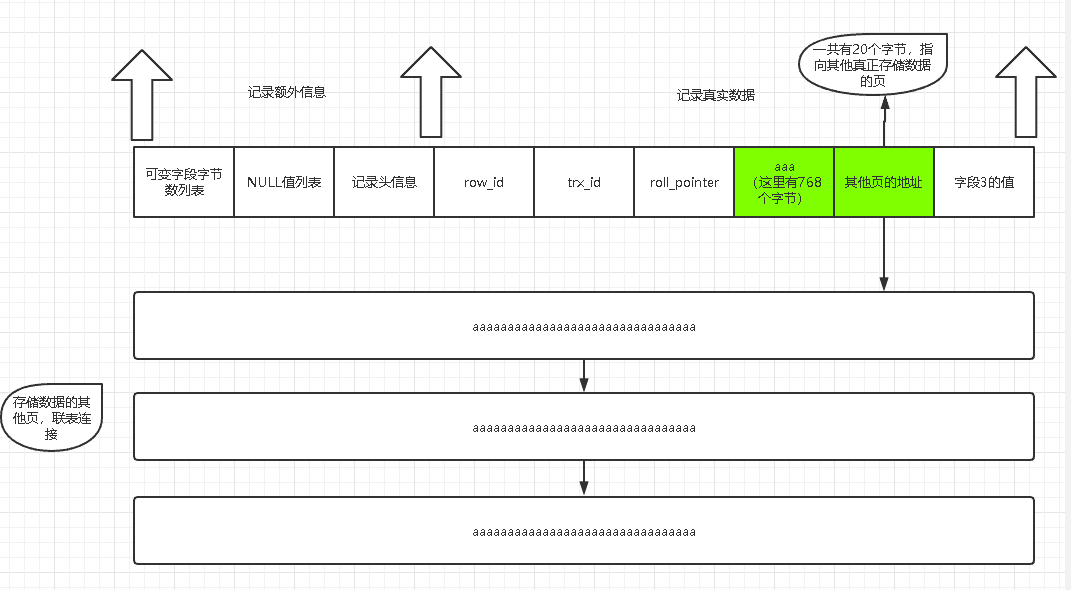 一共有20个字节，指
向其他真正存储数据
的页
记录额外信息
记录真实数据
可变字段字节
数列表
NULL值列表
记录头信息
row_id
trx_id
roll_pointer
aaa
（这里有768
个字节）
其他页的地址
字段3的值
aaaaaaaaaaaaaaaaaaaaaaaaaaaaaaaa
存储数据的其
他页，联表连
接
aaaaaaaaaaaaaaaaaaaaaaaaaaaaaaaa
aaaaaaaaaaaaaaaaaaaaaaaaaaaaaaaa